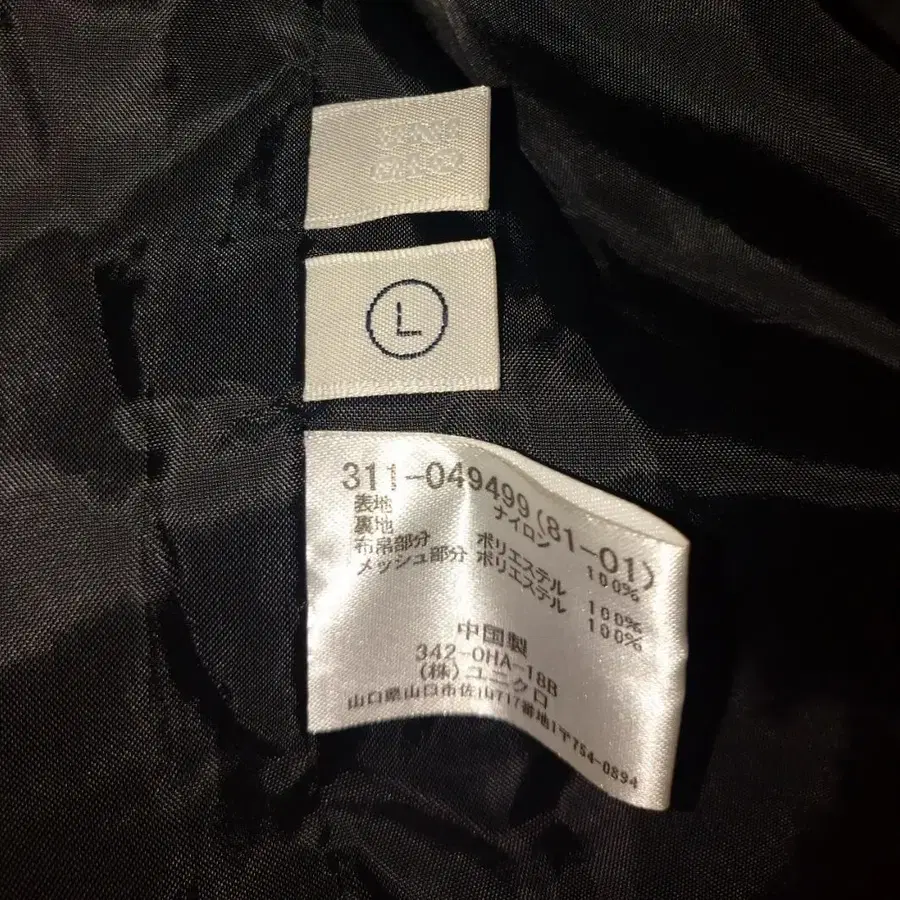 L
311-049499(81-01)
表地 ナイロン 100%
裏地
布帛部分 ポリエステル 100%
メッシュ部分 ポリエステル 100%
中国製
342-0HA-18B
(株)ユニクロ
山口県山口市佐山717番地1〒754-0894